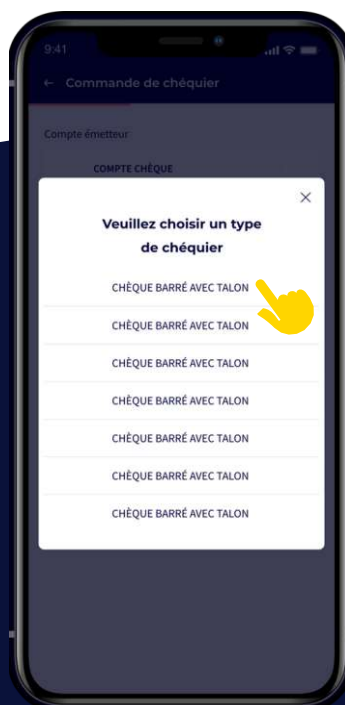 9:41
← Commande de chéquier
Compte émetteur
COMPTE CHÈQUE
Veuillez choisir un type
de chéquier
CHÈQUE BARRÉ AVEC TALON
CHÈQUE BARRÉ AVEC TALON
CHÈQUE BARRÉ AVEC TALON
CHÈQUE BARRÉ AVEC TALON
CHÈQUE BARRÉ AVEC TALON
CHÈQUE BARRÉ AVEC TALON
CHÈQUE BARRÉ AVEC TALON